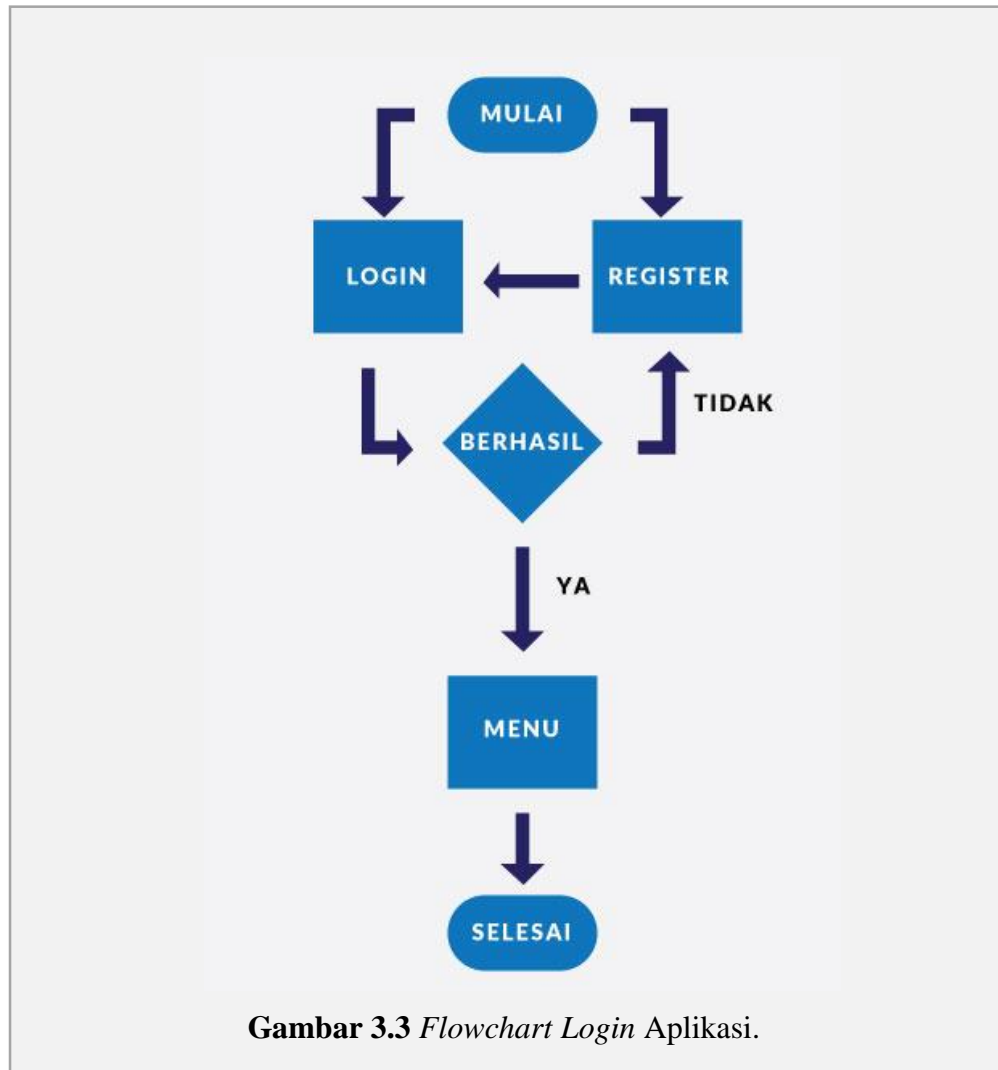 MULAI
LOGIN
REGISTER
BERHASIL
TIDAK
YA
MENU
SELESAI
Gambar 3.3 Flowchart Login Aplikasi.